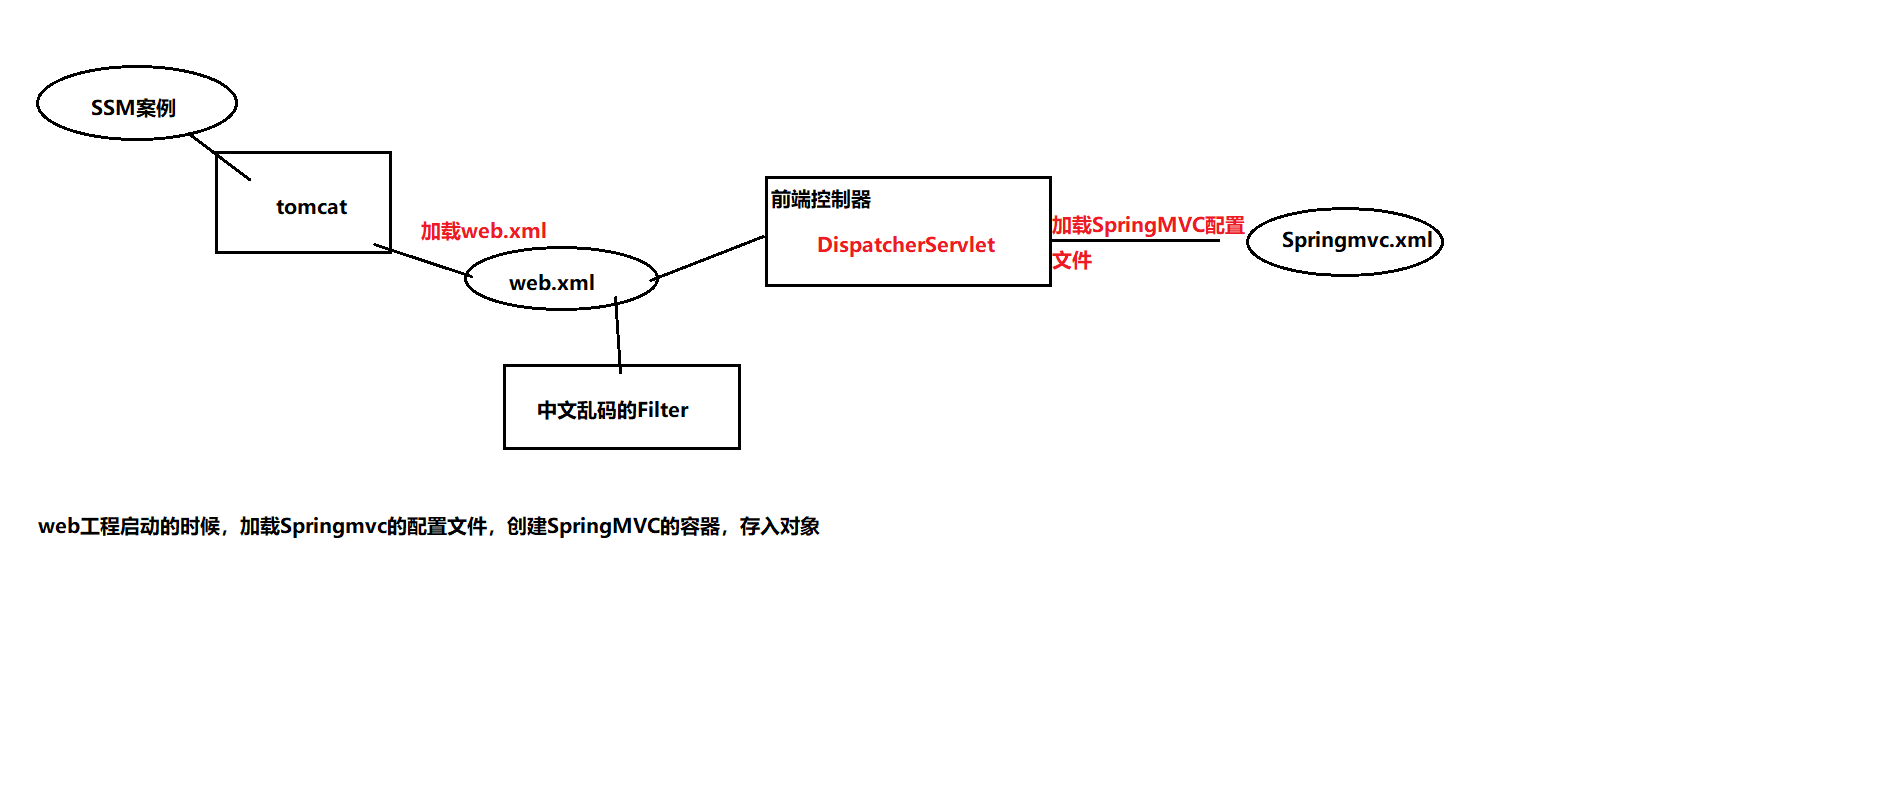 SSM案例
tomcat
加载web.xml
web.xml
前端控制器
DispatcherServlet
加载SpringMVC配置
文件
Springmvc.xml
中文乱码的Filter
web工程启动的时候，加载Springmvc的配置文件，创建SpringMVC的容器，存入对象